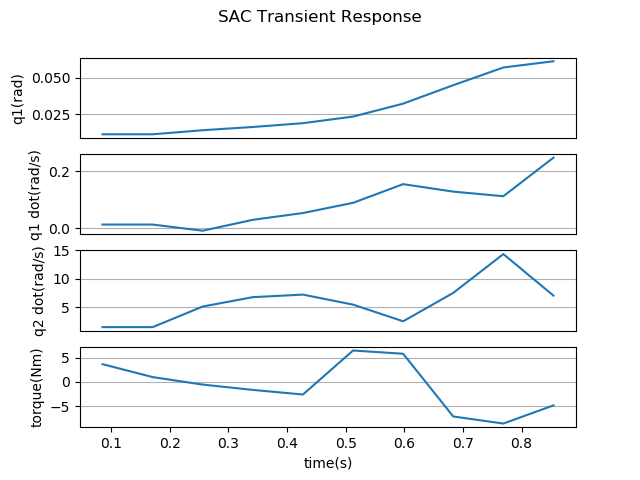 SAC Transient Response
q1(rad)
0.050
0.025
q1 dot(rad/s)
0.2
0.0
q2 dot(rad/s)
15
10
5
torque(Nm)
5
0
−5
0.1 0.2 0.3 0.4 0.5 0.6 0.7 0.8
time(s)